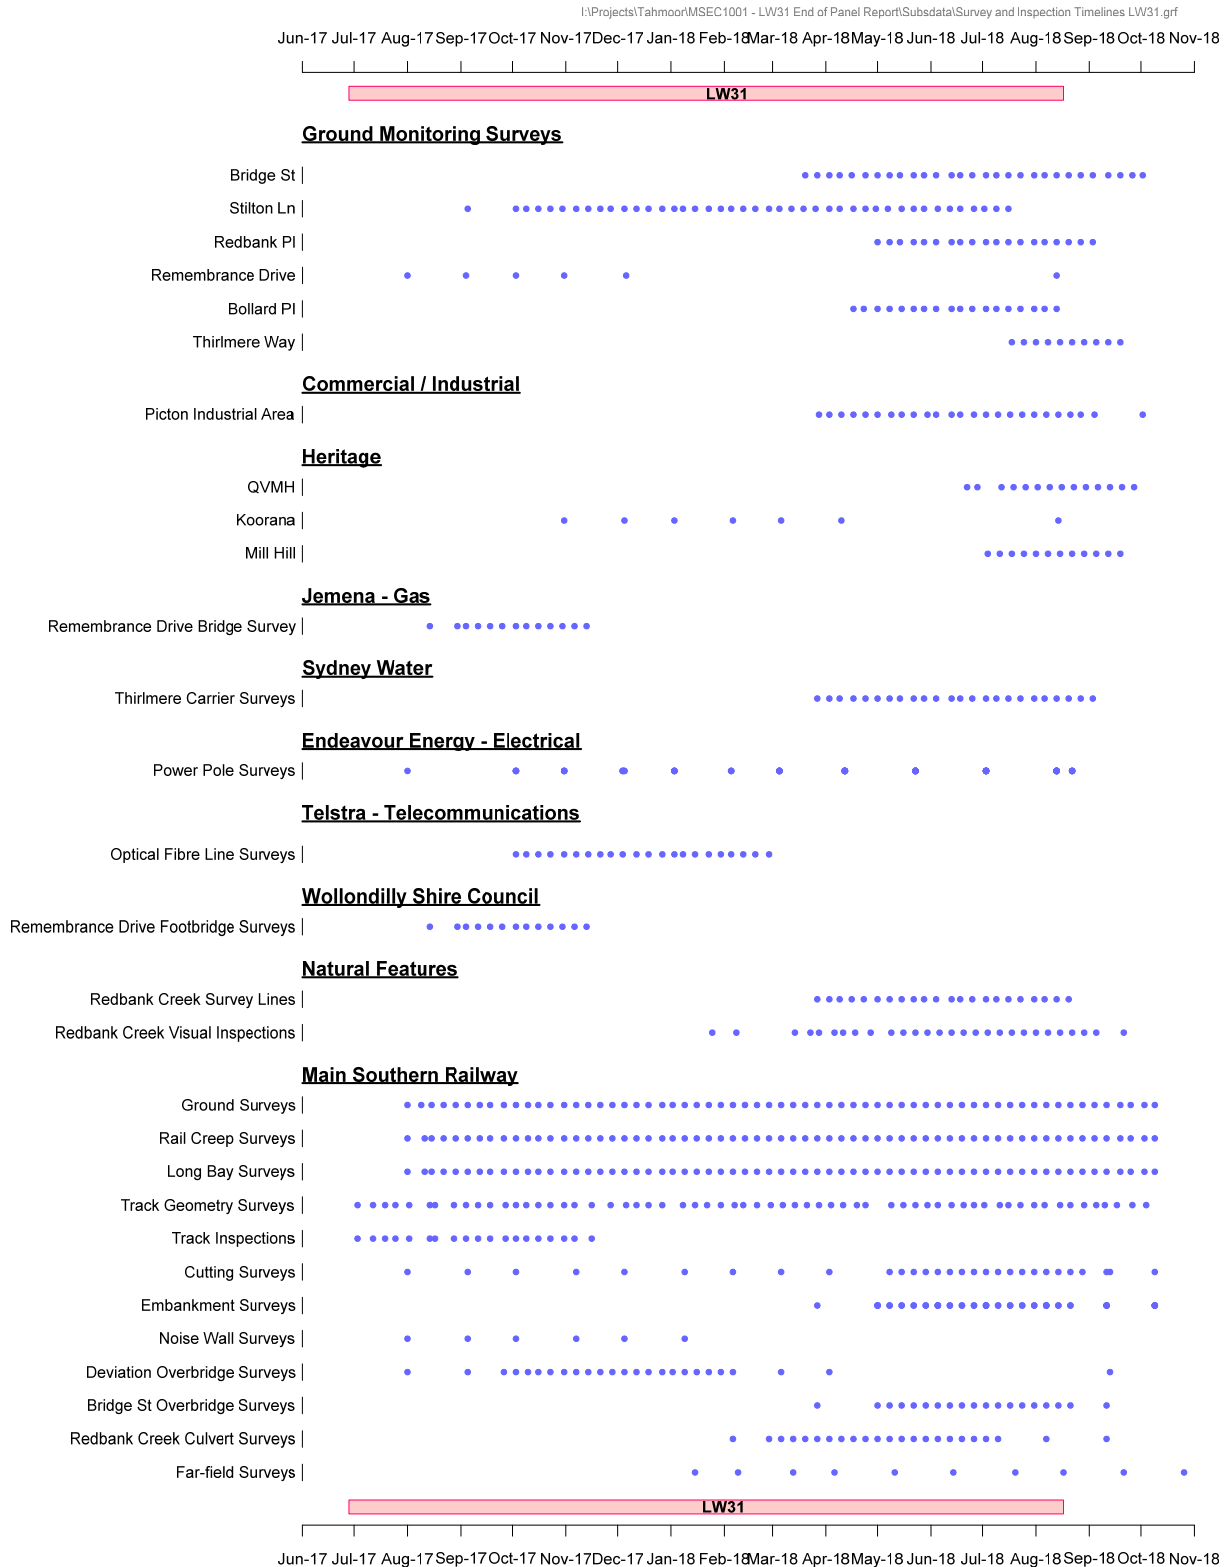 I:\Projects\Tahmoor\MSEC1001 - LW31 End of Panel Report\Subsdata\Survey and Inspection Timelines LW31.grf
Jun-17 Jul-17 Aug-17 Sep-17 Oct-17 Nov-17 Dec-17 Jan-18 Feb-18 Mar-18 Apr-18 May-18 Jun-18 Jul-18 Aug-18 Sep-18 Oct-18 Nov-18
LW31
Ground Monitoring Surveys
Bridge St
Stilton Ln
Redbank Pl
Remembrance Drive
Bollard Pl
Thirlmere Way
Commercial / Industrial
Picton Industrial Area
Heritage
QVMH
Koorana
Mill Hill
Jemena - Gas
Remembrance Drive Bridge Survey
Sydney Water
Thirlmere Carrier Surveys
Endeavour Energy - Electrical
Power Pole Surveys
Telstra - Telecommunications
Optical Fibre Line Surveys
Wollondilly Shire Council
Remembrance Drive Footbridge Surveys
Natural Features
Redbank Creek Survey Lines
Redbank Creek Visual Inspections
Main Southern Railway
Ground Surveys
Rail Creep Surveys
Long Bay Surveys
Track Geometry Surveys
Track Inspections
Cutting Surveys
Embankment Surveys
Noise Wall Surveys
Deviation Overbridge Surveys
Bridge St Overbridge Surveys
Redbank Creek Culvert Surveys
Far-field Surveys
LW31
Jun-17 Jul-17 Aug-17 Sep-17 Oct-17 Nov-17 Dec-17 Jan-18 Feb-18 Mar-18 Apr-18 May-18 Jun-18 Jul-18 Aug-18 Sep-18 Oct-18 Nov-18